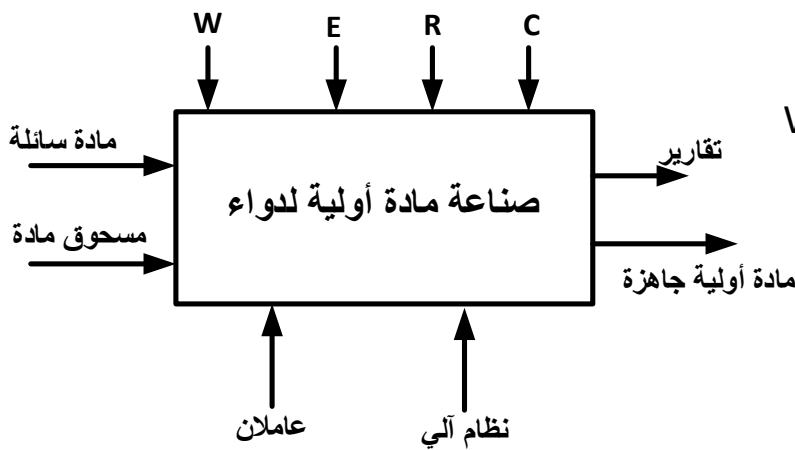 W E R C
مادة سائلة
تقارير
صناعة مادة أولية لدواء
مسحوق مادة
مادة أولية جاهزة
عاملان
نظام آلي